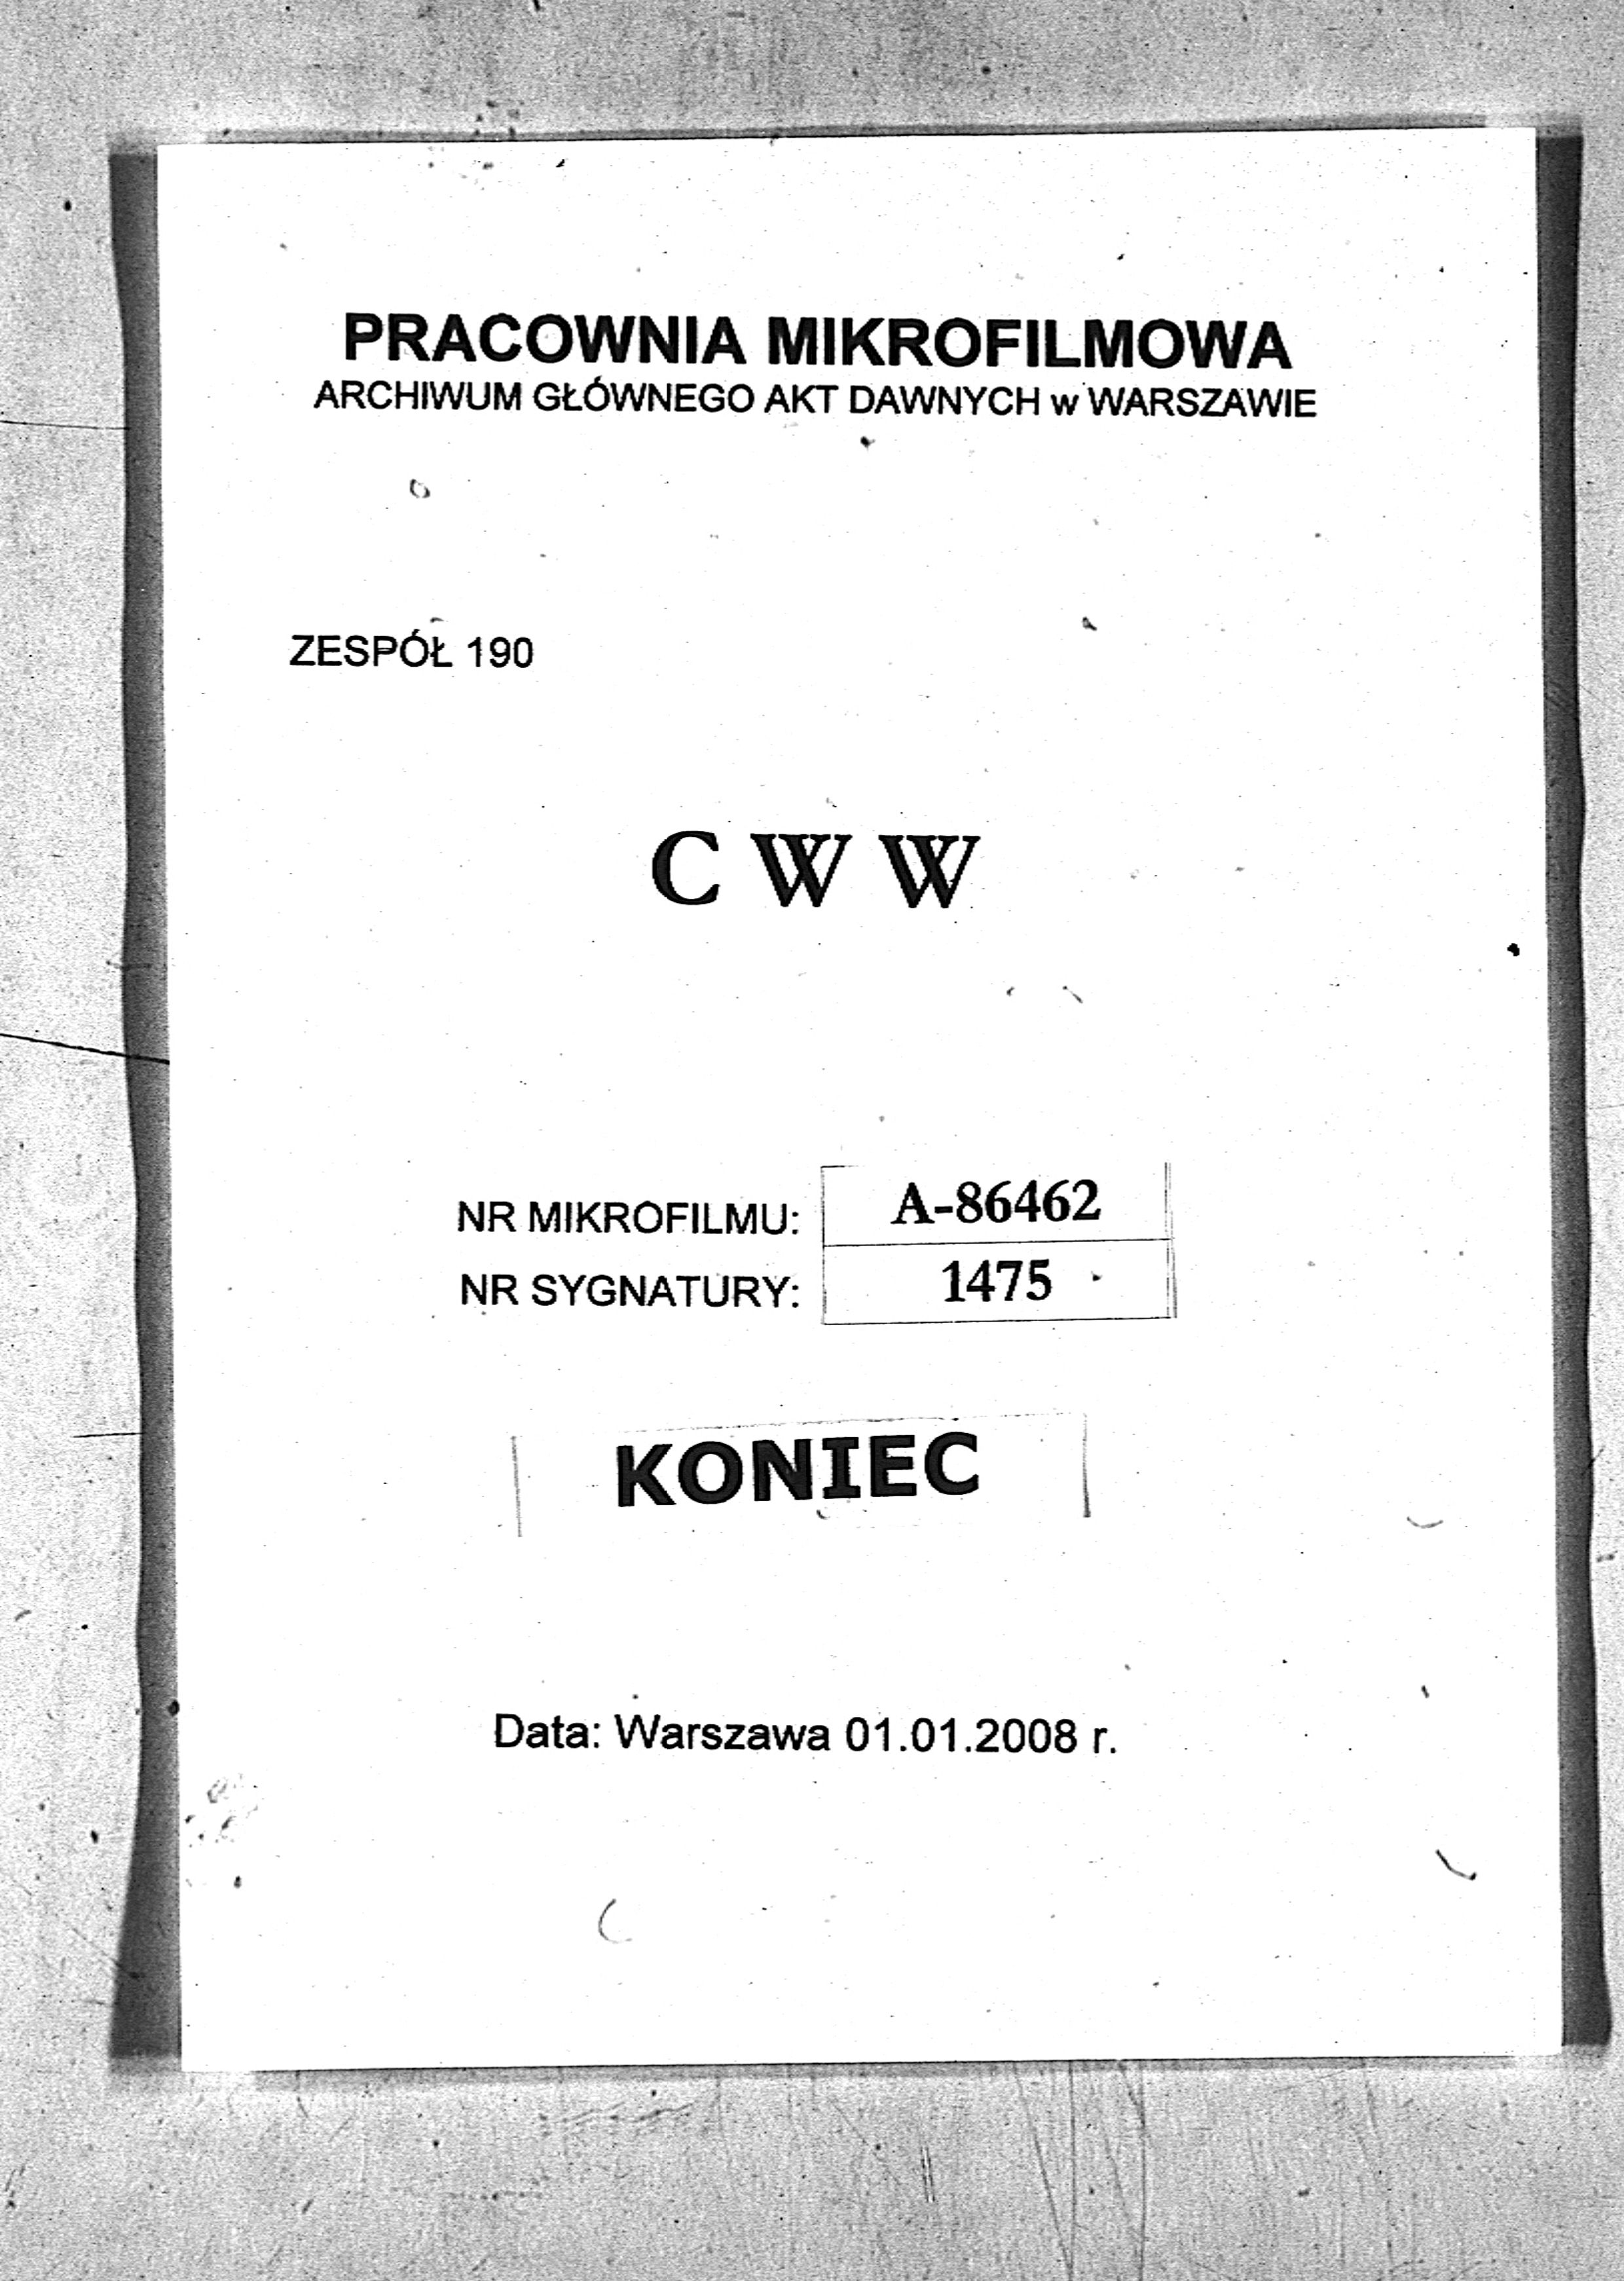 PRACOWNIA MIKROFILMOWA
ARCHIWUM GŁÓWNEGO AKT DAWNYCH w WARSZAWIE
ZESPÓŁ 190
C W W
NR MIKROFILMU: A-86462
NR SYGNATURY: 1475
KONIEC
Data: Warszawa 01.01.2008 r.